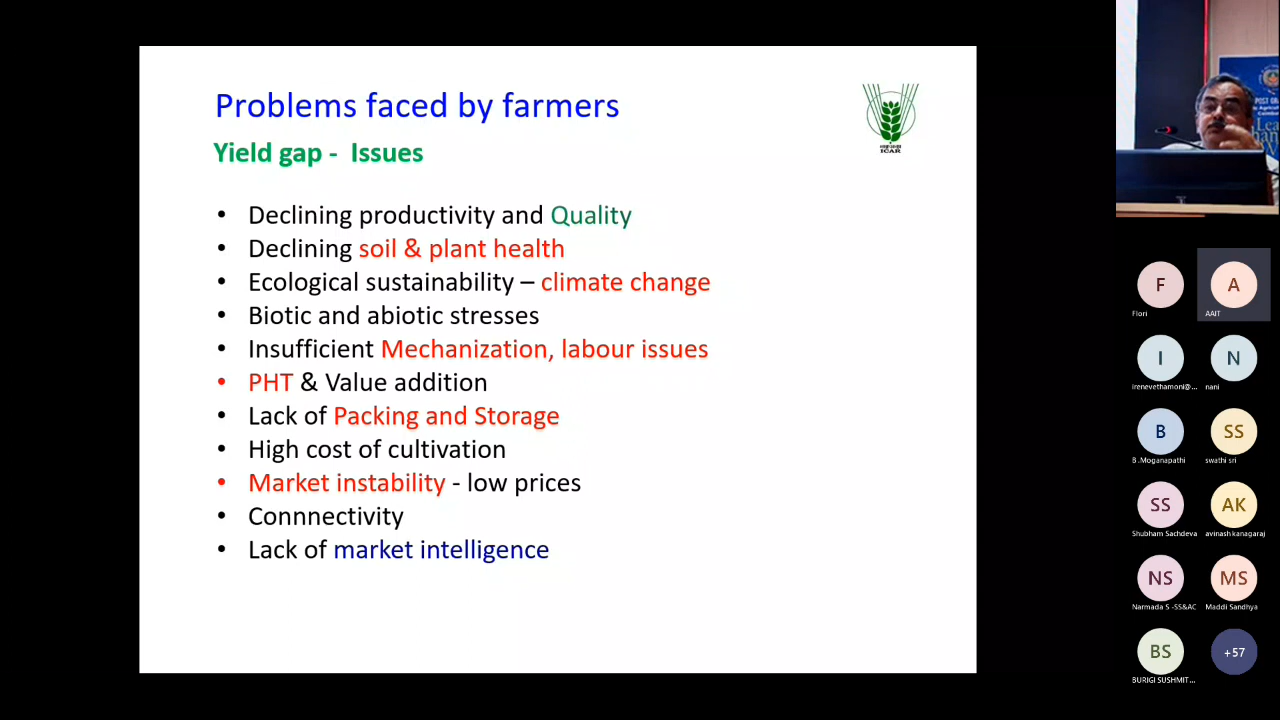 Problems faced by farmers
Yield gap - Issues
• Declining productivity and Quality
• Declining soil & plant health
• Ecological sustainability – climate change
• Biotic and abiotic stresses
• Insufficient Mechanization, labour issues
• PHT & Value addition
• Lack of Packing and Storage
• High cost of cultivation
• Market instability - low prices
• Connnectivity
• Lack of market intelligence
ICAR
POST GRA
F
Flori
A
AAIT
I
irenevethamoni@...
N
nani
B
B .Moganapathi
SS
swathi sri
SS
Shubham Sachdeva
AK
avinash kanagaraj
NS
Narmada S -SS&AC
MS
Maddi Sandhya
BS
BURIGI SUSHMIT...
+57